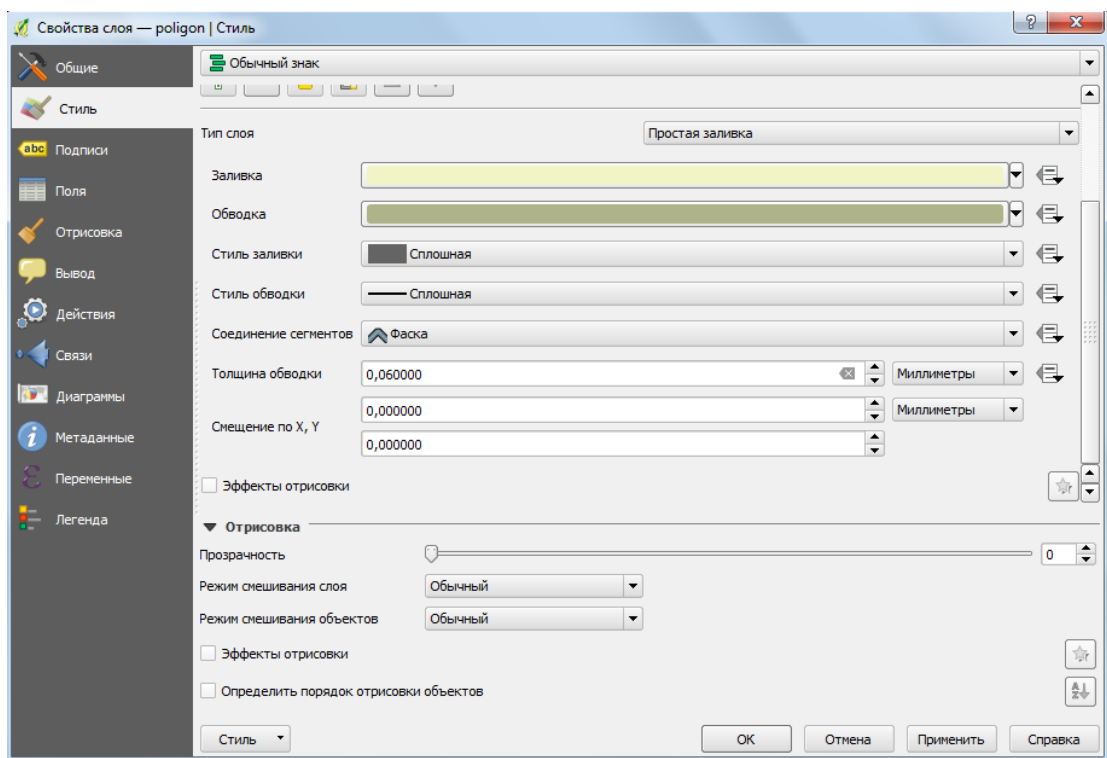 Свойства слоя — poligon | Стиль
?
X
Общие
Стиль
abc Подписи
Поля
Отрисовка
Вывод
Действия
Связи
Диаграммы
Метаданные
Переменные
Легенда
Обычный знак
Тип слоя Простая заливка
Заливка
Обводка
Стиль заливки Сплошная
Стиль обводки Сплошная
Соединение сегментов Фаска
Толщина обводки 0,060000 Миллиметры
Смещение по X, Y 0,000000 Миллиметры
0,000000
Эффекты отрисовки
Отрисовка
Прозрачность 0
Режим смешивания слоя Обычный
Режим смешивания объектов Обычный
Эффекты отрисовки
Определить порядок отрисовки объектов
Стиль OK Отмена Применить Справка